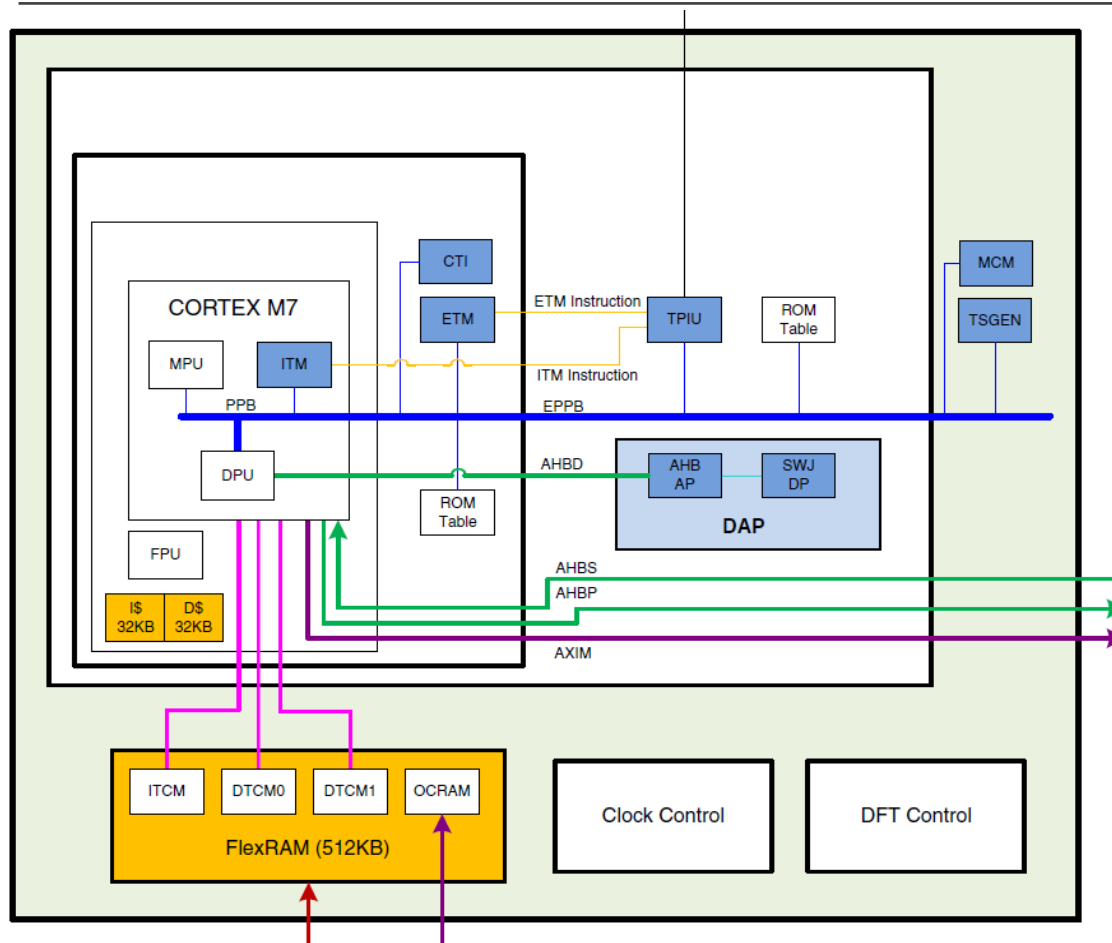 CTI
MCM
CORTEX M7
ETM
ETM Instruction
TPIU
ROM
Table
TSGEN
MPU
ITM
ITM Instruction
PPB
EPPB
DPU
AHBD
AHB
AP
SWJ
DP
ROM
Table
DAP
FPU
AHBS
AHBP
I$
32KB
D$
32KB
AXIM
ITCM
DTCM0
DTCM1
OCRAM
FlexRAM (512KB)
Clock Control
DFT Control